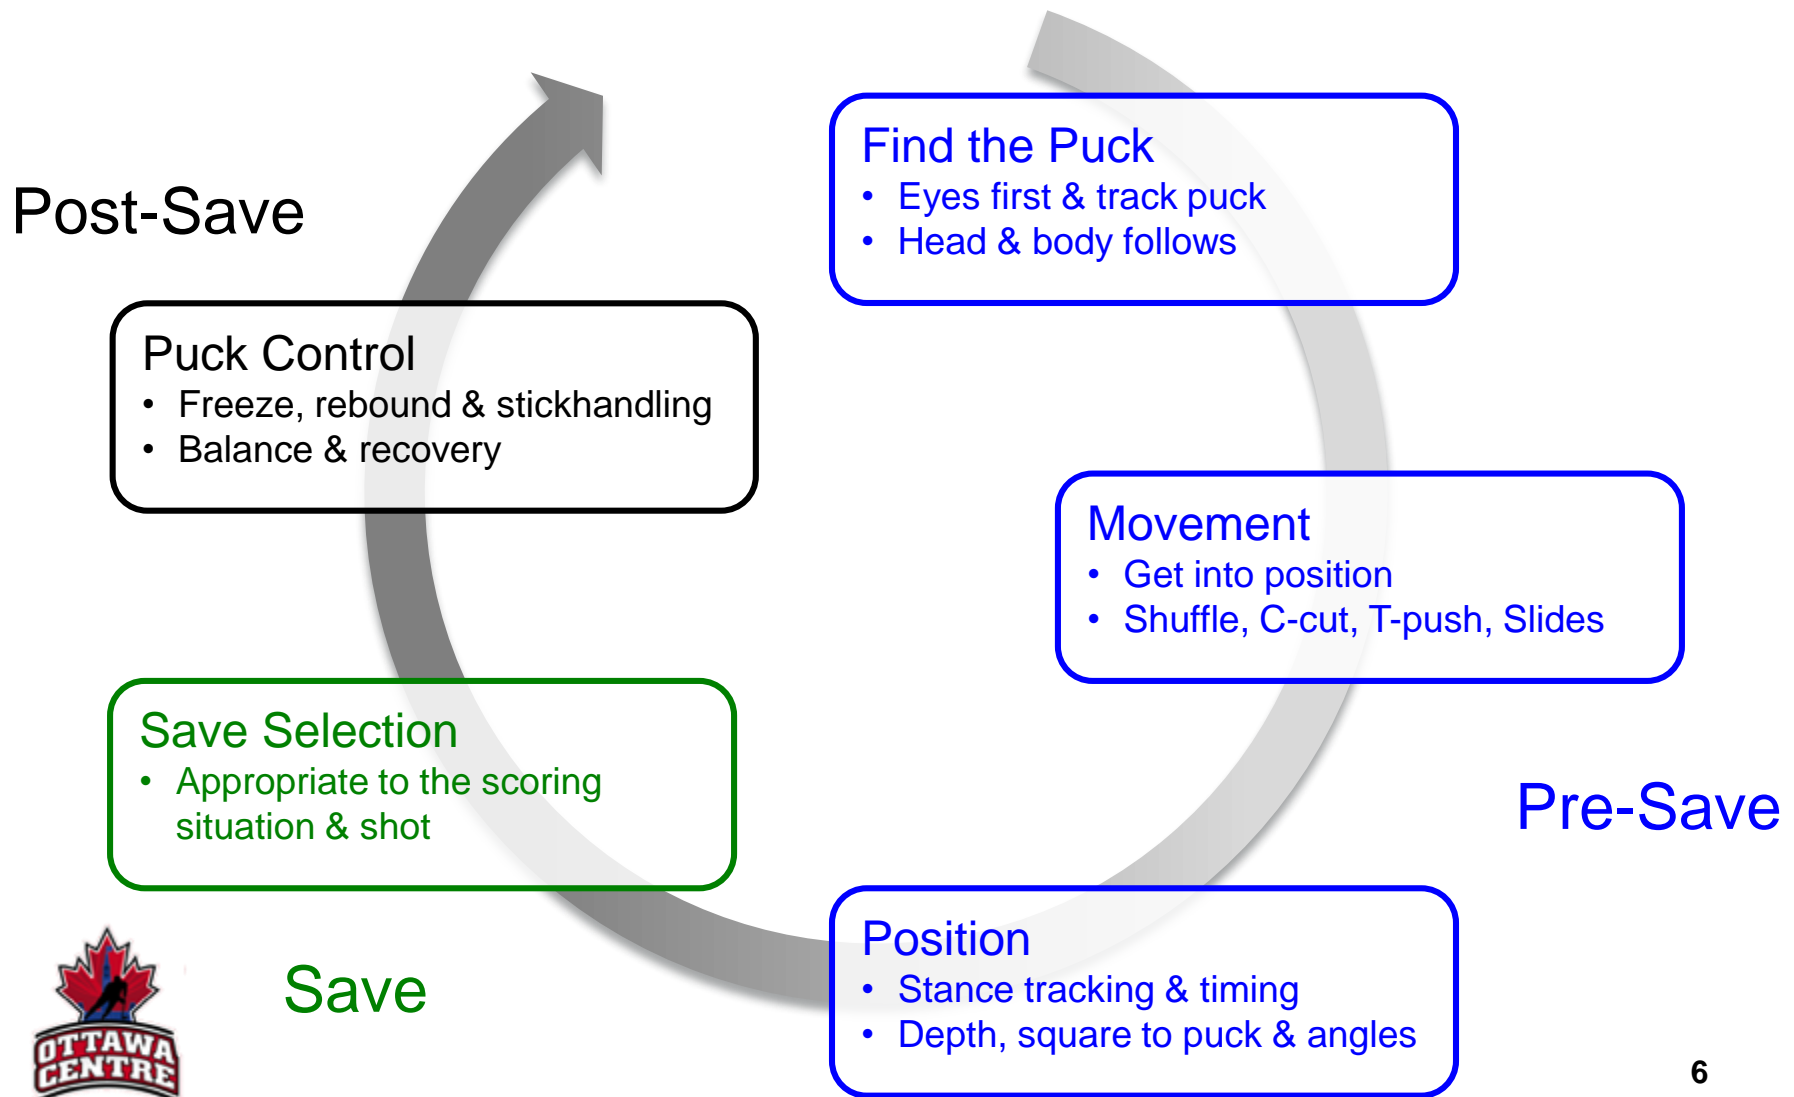 Find the Puck
• Eyes first & track puck
• Head & body follows
Post-Save
Puck Control
• Freeze, rebound & stickhandling
• Balance & recovery
Movement
• Get into position
• Shuffle, C-cut, T-push, Slides
Save Selection
• Appropriate to the scoring
situation & shot
Pre-Save
Position
• Stance tracking & timing
• Depth, square to puck & angles
Save
OTTAWA
CENTRE
6